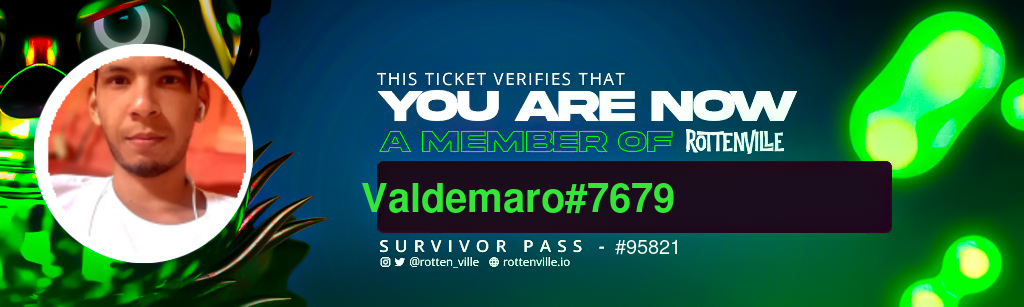 THIS TICKET VERIFIES THAT
YOU ARE NOW
A MEMBER OF ROTTENVILLE
Valdemaro#7679
SURVIVOR PASS - #95821
@rotten_ville rottenville.io